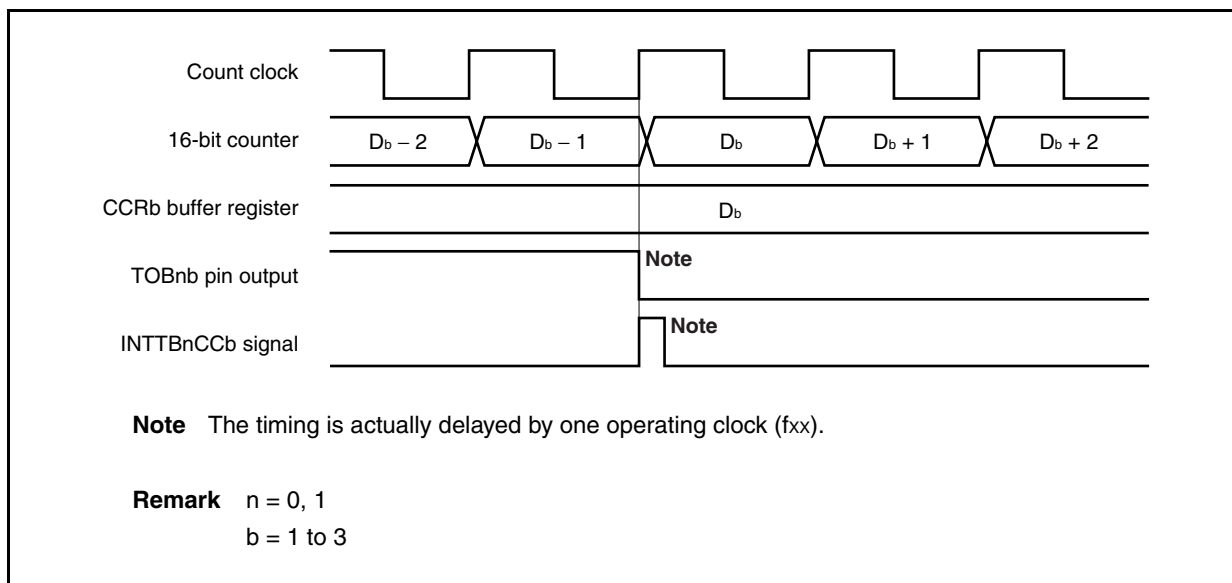 Count clock
16-bit counter
Db – 2 Db – 1 Db Db + 1 Db + 2
CCRb buffer register
Db
TOBnb pin output
Note
INTTBnCCb signal
Note
Note The timing is actually delayed by one operating clock (fxx).
Remark n = 0, 1
b = 1 to 3